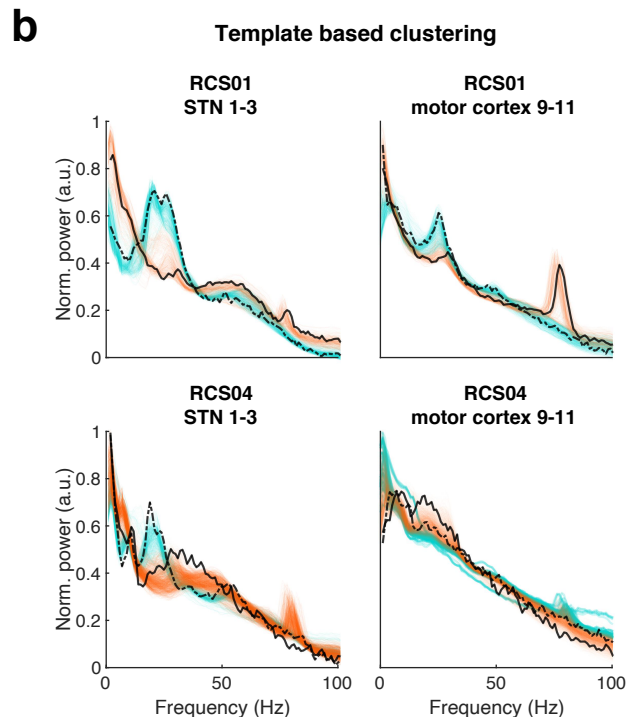 b
Template based clustering
RCS01
STN 1-3
RCS01
motor cortex 9-11
Norm. power (a.u.)
1
0.8
0.6
0.4
0.2
0
RCS04
STN 1-3
RCS04
motor cortex 9-11
Norm. power (a.u.)
1
0.8
0.6
0.4
0.2
0
0
50
100
0
50
100
Frequency (Hz)
Frequency (Hz)